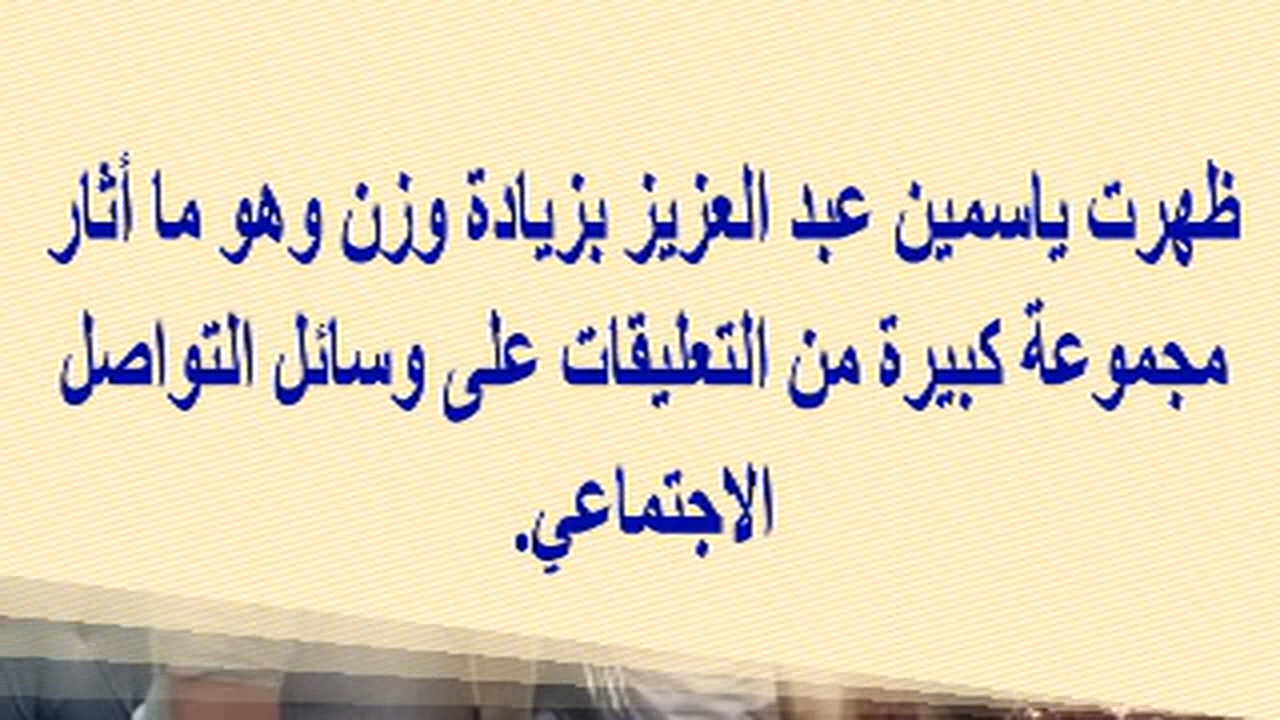 ظهرت ياسمين عبد العزيز بزيادة وزن وهو ما أثار
مجموعة كبيرة من التعليقات على وسائل التواصل
الاجتماعي.